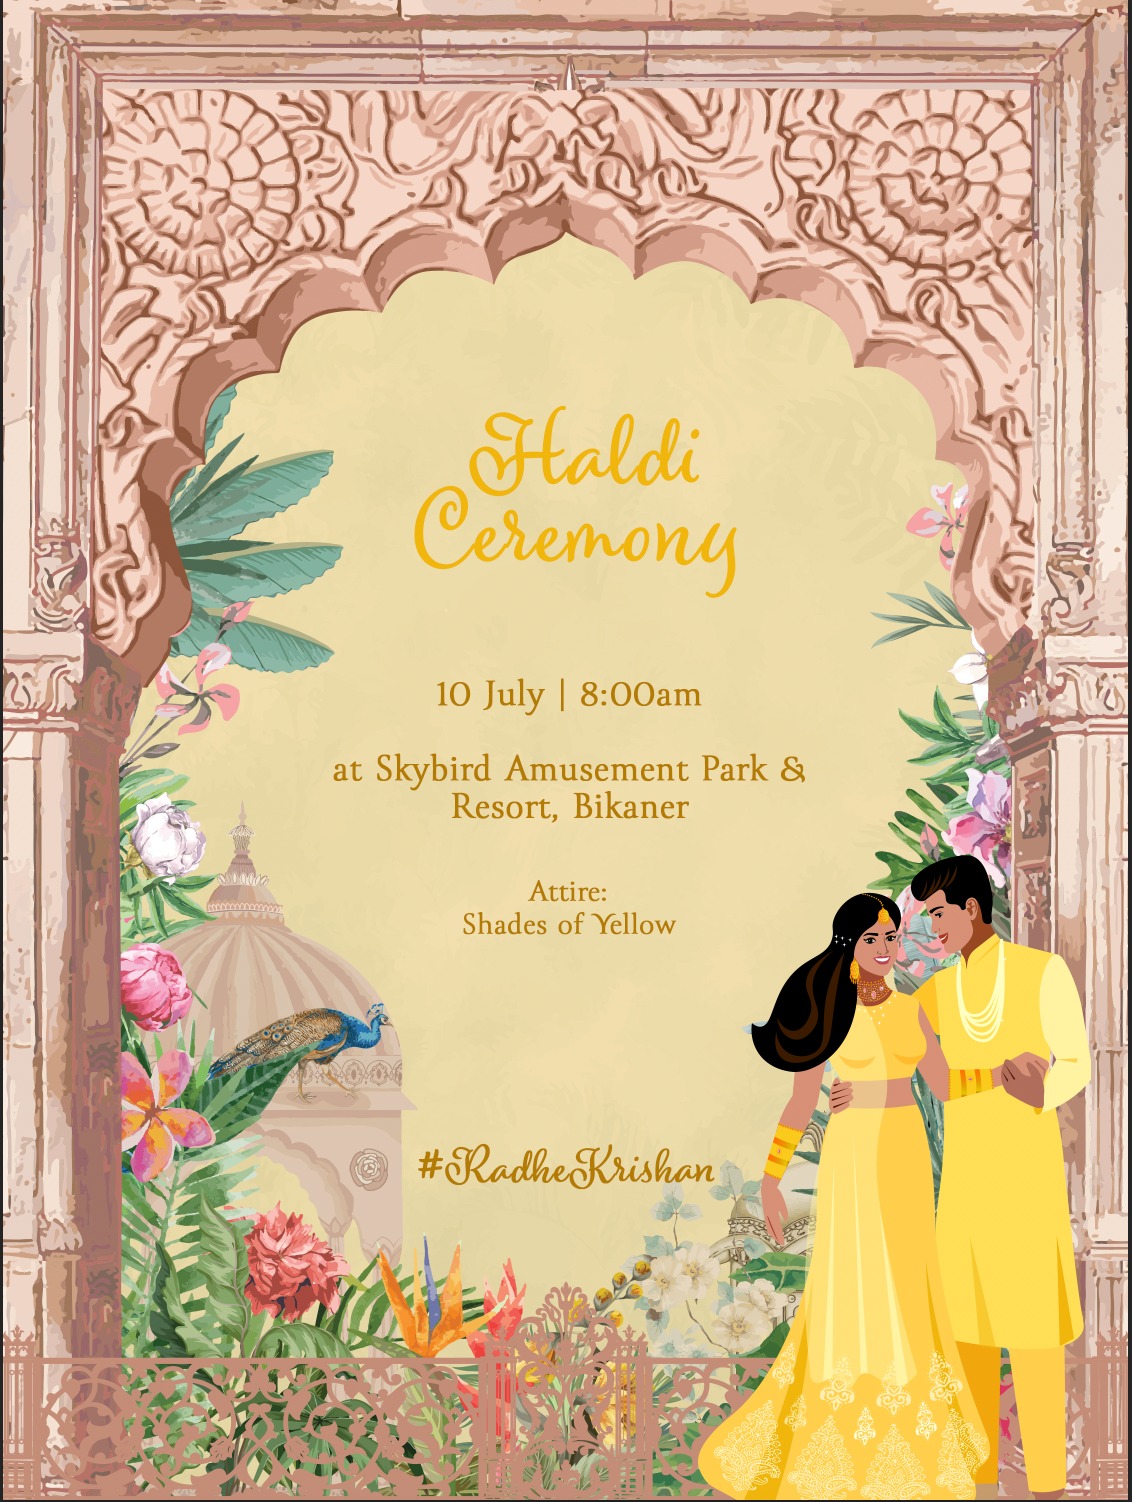 Haldi
Ceremony
10 July | 8:00am
at Skybird Amusement Park &
Resort, Bikaner
Attire:
Shades of Yellow
#RadheKrishan